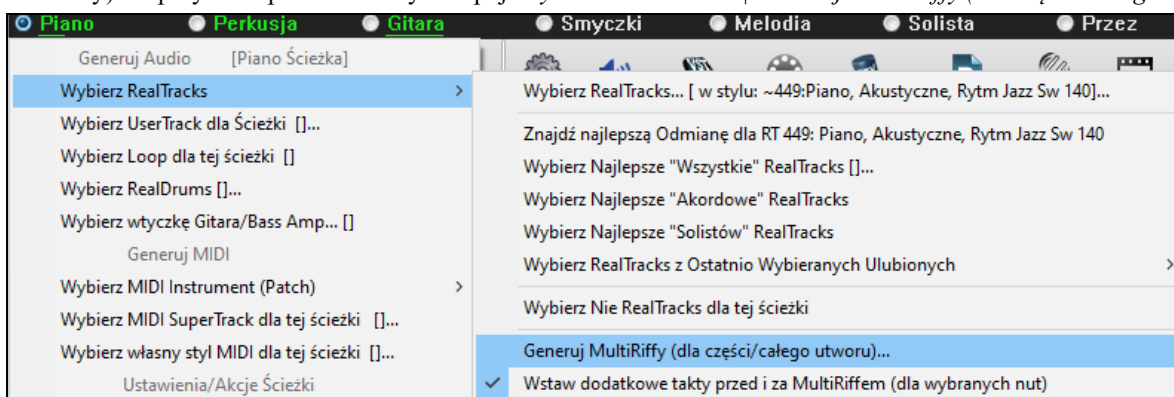 Piano Perkusja Gitara Smyczki Melodia Solista Przez
Generuj Audio [Piano Ścieżka]
Wybierz RealTracks >
Wybierz UserTrack dla Ścieżki []...
Wybierz Loop dla tej ścieżki []
Wybierz RealDrums []...
Wybierz wtyczkę Gitara/Bass Amp... []
Generuj MIDI
Wybierz MIDI Instrument (Patch) >
Wybierz MIDI SuperTrack dla tej ścieżki []...
Wybierz własny styl MIDI dla tej ścieżki []...
Ustawienia/Akcje Ścieżki
Wybierz RealTracks... [ w stylu: ~449:Piano, Akustyczne, Rytm Jazz Sw 140]...
Znajdź najlepszą Odmianę dla RT 449: Piano, Akustyczne, Rytm Jazz Sw 140
Wybierz Najlepsze "Wszystkie" RealTracks []...
Wybierz Najlepsze "Akordowe" RealTracks
Wybierz Najlepsze "Solistów" RealTracks
Wybierz RealTracks z Ostatnio Wybieranych Ulubionych >
Wybierz Nie RealTracks dla tej ścieżki
Generuj MultiRiffy (dla części/całego utworu)...
✓ Wstaw dodatkowe takty przed i za MultiRiffem (dla wybranych nut)